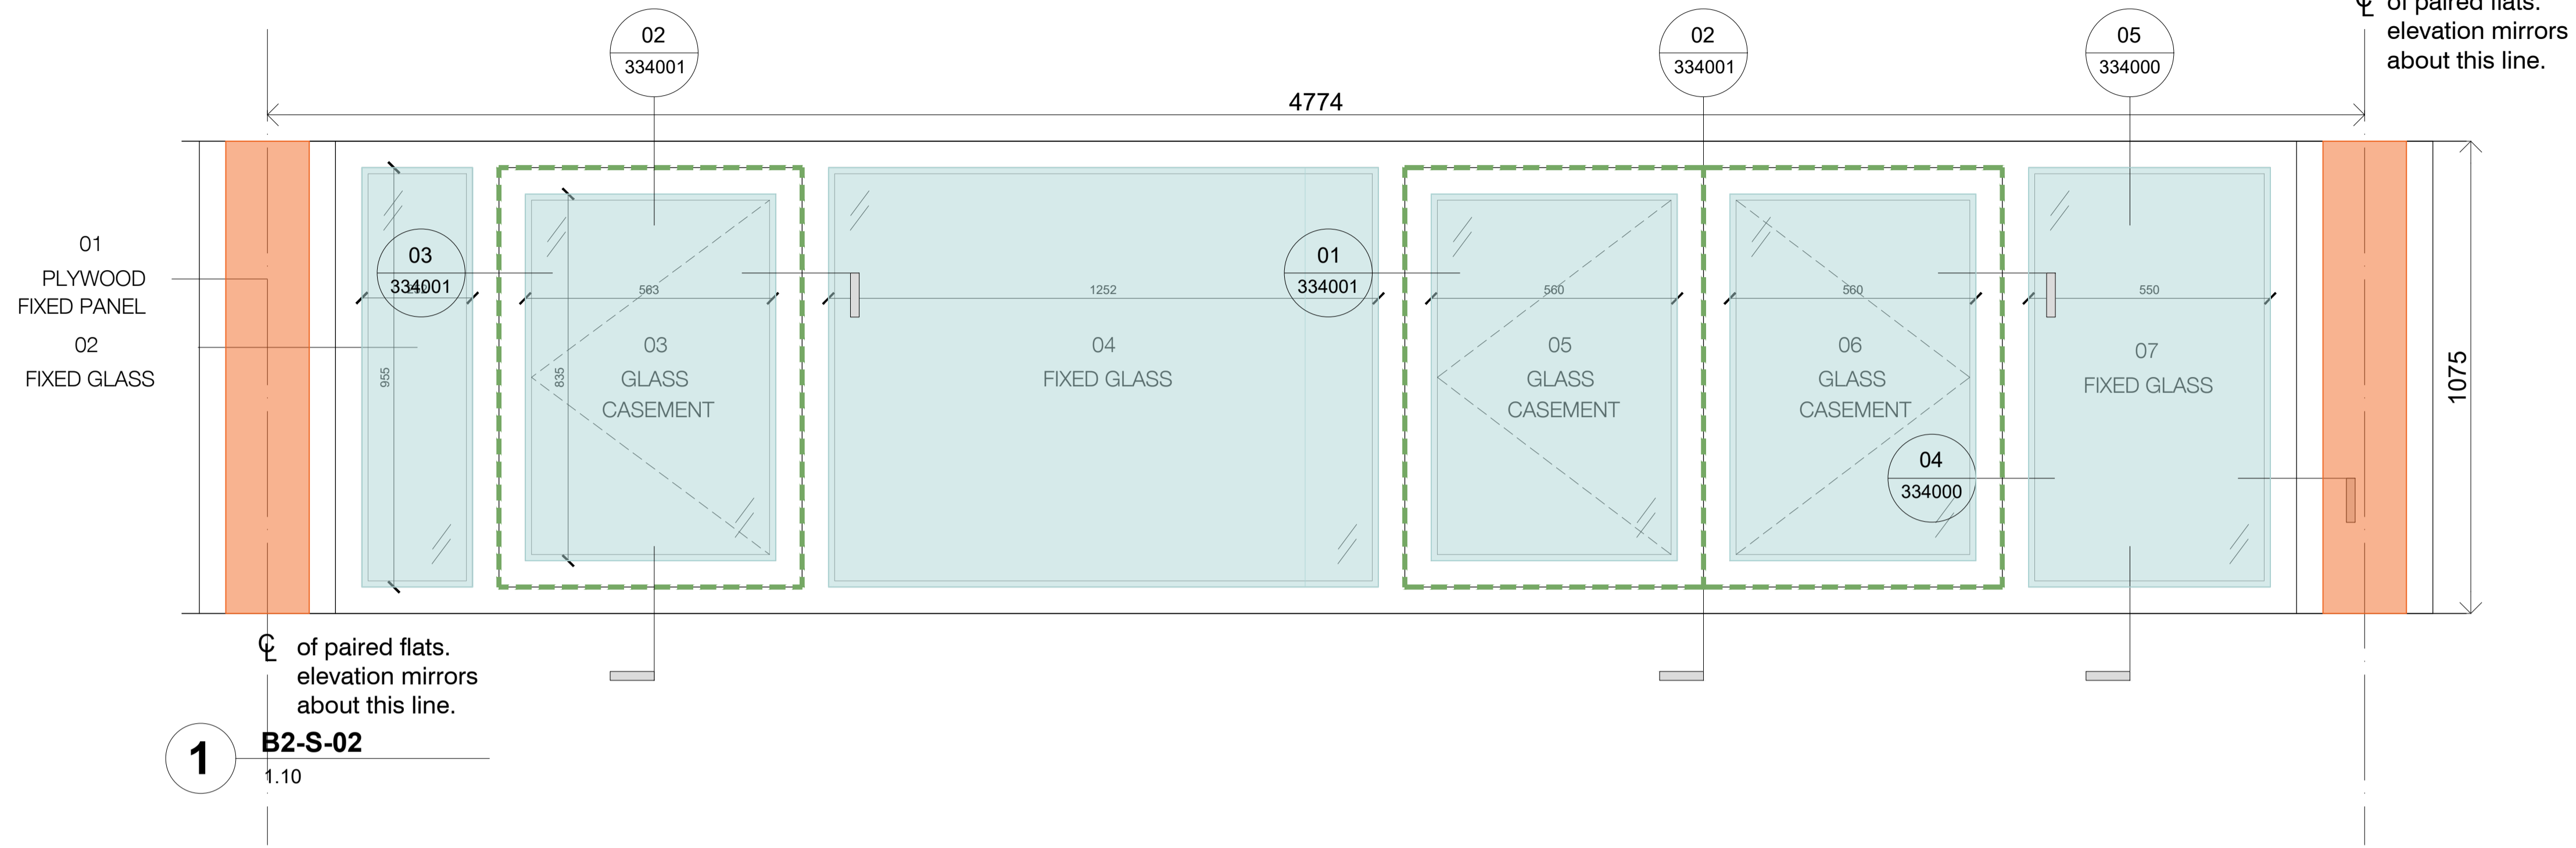 02
334001
02
334001
05
334000
of paired flats.
elevation mirrors
about this line.
4774
01
PLYWOOD
FIXED PANEL
02
FIXED GLASS
03
334001
955
563
835
03
GLASS
CASEMENT
1252
04
FIXED GLASS
01
334001
560
05
GLASS
CASEMENT
560
06
GLASS
CASEMENT
04
334000
550
07
FIXED GLASS
1075
℄ of paired flats.
elevation mirrors
about this line.
1
B2-S-02
1.10